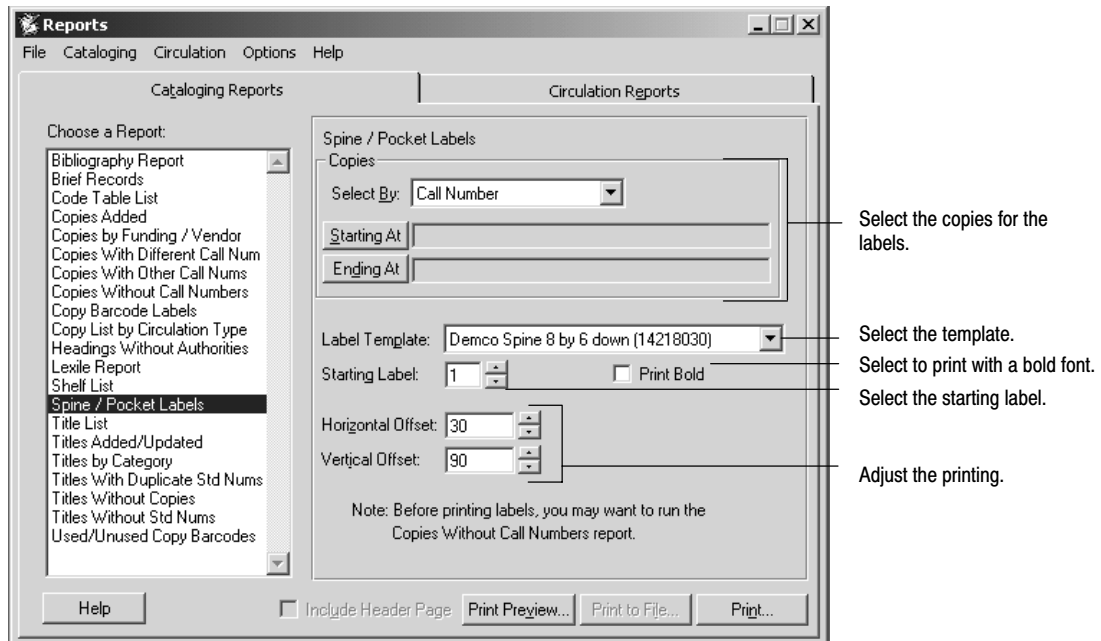 Reports
File Cataloging Circulation Options Help
Cataloging Reports
Circulation Reports
Choose a Report:
Bibliography Report
Brief Records
Code Table List
Copies Added
Copies by Funding / Vendor
Copies With Different Call Num
Copies With Other Call Nums
Copies Without Call Numbers
Copy Barcode Labels
Copy List by Circulation Type
Headings Without Authorities
Lexile Report
Shelf List
Spine / Pocket Labels
Title List
Titles Added/Updated
Titles by Category
Titles With Duplicate Std Nums
Titles Without Copies
Titles Without Std Nums
Used/Unused Copy Barcodes
Spine / Pocket Labels
Copies
Select By: Call Number
Starting At
Ending At
Label Template: Demco Spine 8 by 6 down (14218030)
Starting Label: 1 Print Bold
Horizontal Offset: 30
Vertical Offset: 90
Note: Before printing labels, you may want to run the
Copies Without Call Numbers report.
Help Include Header Page Print Preview... Print to File... Print...
Select the copies for the
labels.
Select the template.
Select to print with a bold font.
Select the starting label.
Adjust the printing.